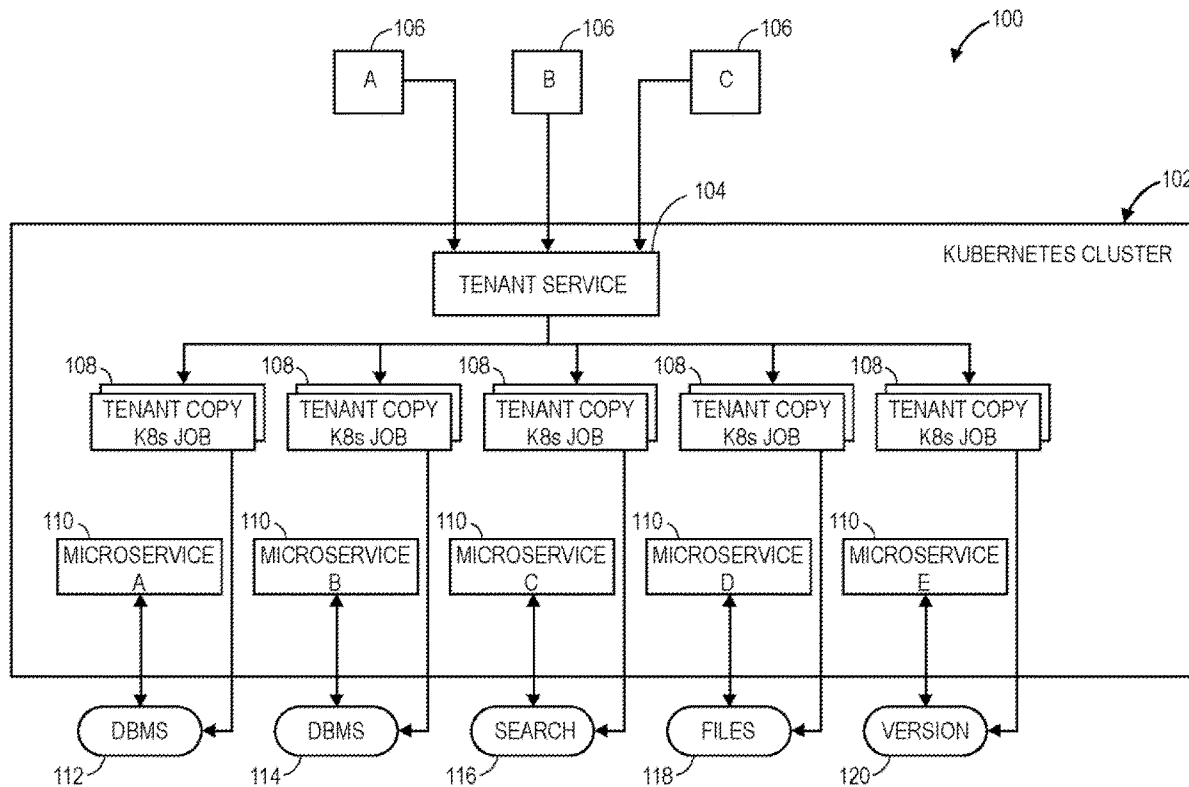 106
106
106
100
A
B
C
102
104
KUBERNETES CLUSTER
TENANT SERVICE
108
108
108
108
108
TENANT COPY
K8s JOB
TENANT COPY
K8s JOB
TENANT COPY
K8s JOB
TENANT COPY
K8s JOB
TENANT COPY
K8s JOB
110
110
110
110
110
MICROSERVICE
A
MICROSERVICE
B
MICROSERVICE
C
MICROSERVICE
D
MICROSERVICE
E
DBMS
DBMS
SEARCH
FILES
VERSION
112
114
116
118
120